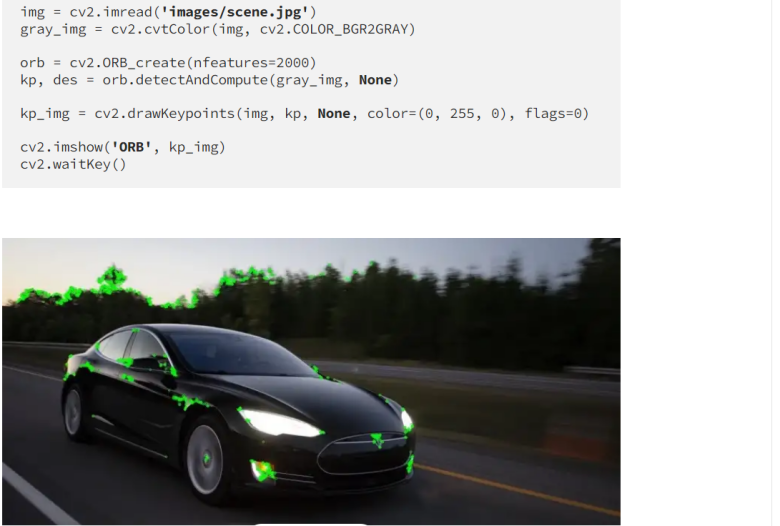 img = cv2.imread('images/scene.jpg')
gray_img = cv2.cvtColor(img, cv2.COLOR_BGR2GRAY)
orb = cv2.ORB_create(nfeatures=2000)
kp, des = orb.detectAndCompute(gray_img, None)
kp_img = cv2.drawKeypoints(img, kp, None, color=(0, 255, 0), flags=0)
cv2.imshow('ORB', kp_img)
cv2.waitKey()